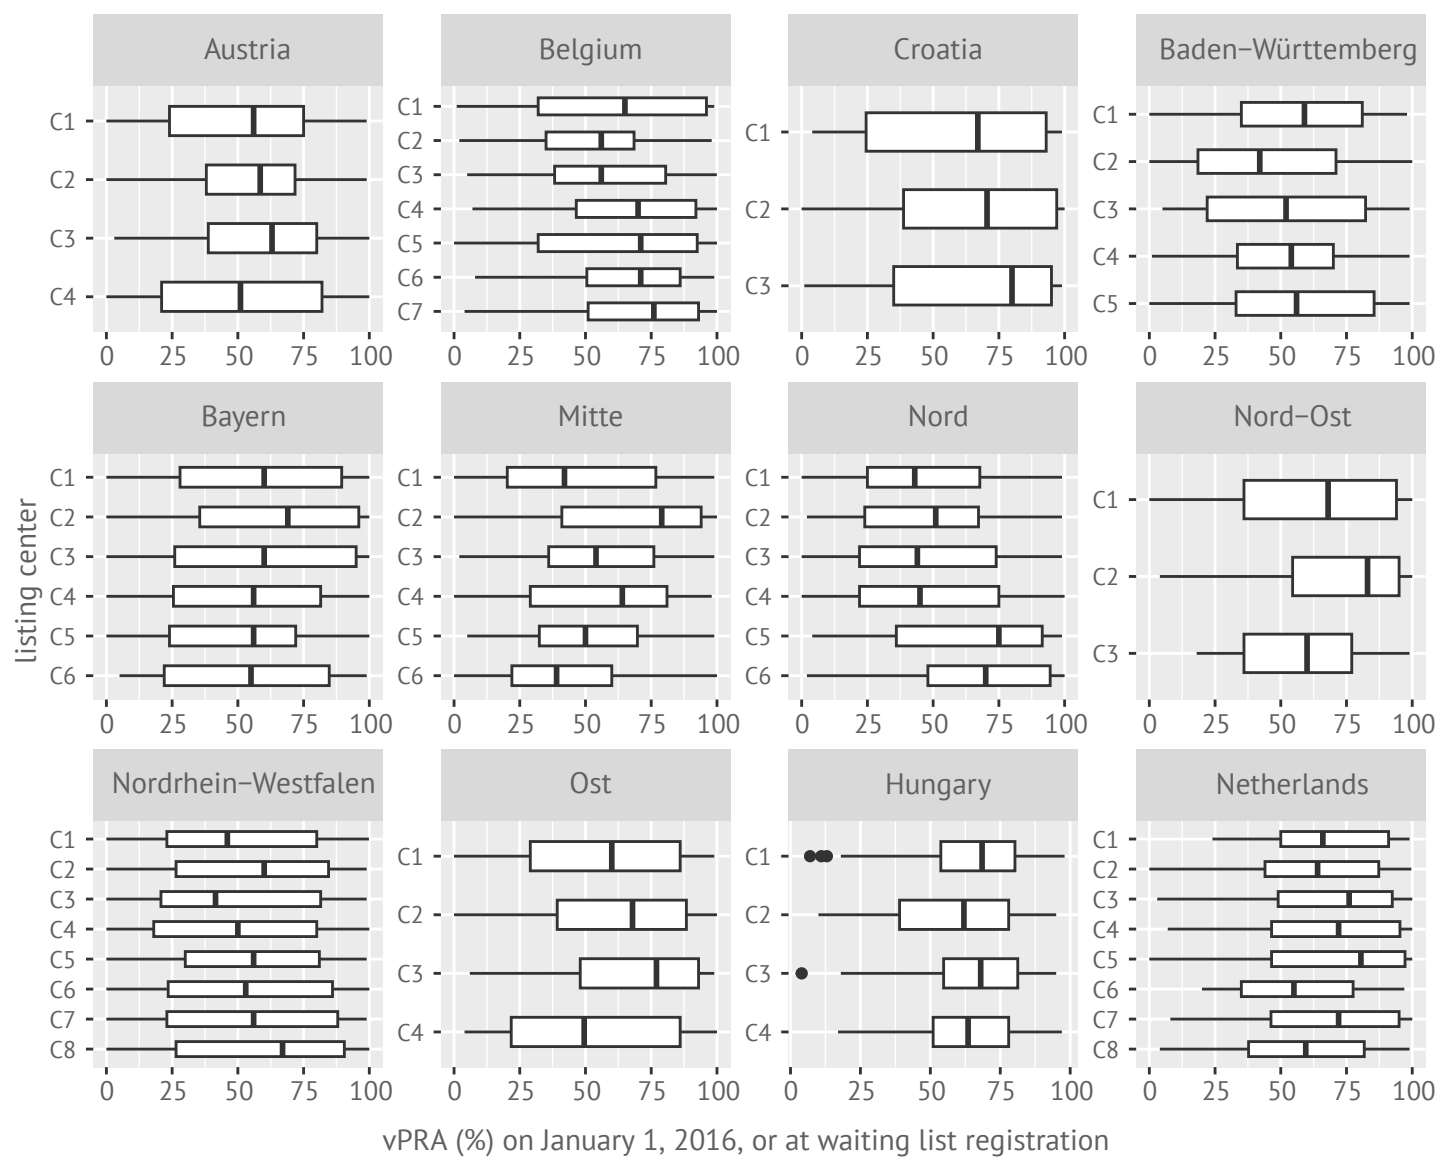 Austria Belgium Croatia Baden−Württemberg
C1
C2
C3
C4
C1
C2
C3
C4
C5
C6
C7
C1
C2
C3
C1
C2
C3
C4
C5
0 25 50 75 100 0 25 50 75 100 0 25 50 75 100 0 25 50 75 100
Bayern Mitte Nord Nord−Ost
C1
C2
C3
C4
C5
C6
C1
C2
C3
C4
C5
C6
C1
C2
C3
C4
C5
C6
C1
C2
C3
0 25 50 75 100 0 25 50 75 100 0 25 50 75 100 0 25 50 75 100
listing center
Nordrhein−Westfalen Ost Hungary Netherlands
C1
C2
C3
C4
C5
C6
C7
C8
C1
C2
C3
C4
C1
C2
C3
C4
C1
C2
C3
C4
C5
C6
C7
C8
0 25 50 75 100 0 25 50 75 100 0 25 50 75 100 0 25 50 75 100
vPRA (%) on January 1, 2016, or at waiting list registration